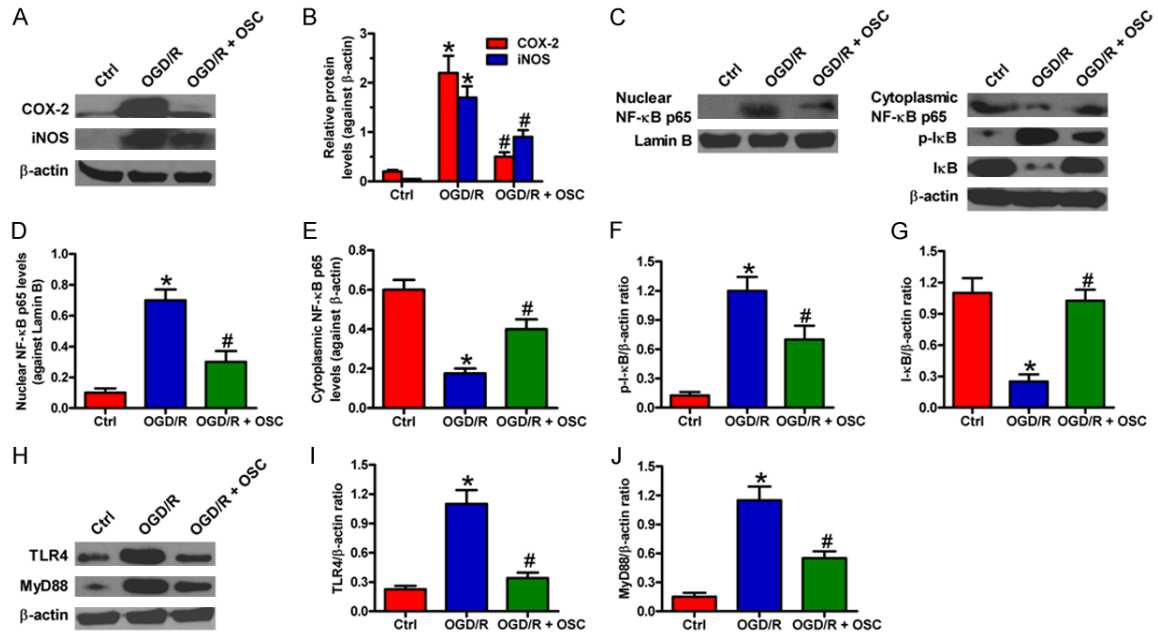 A
Ctrl
OGD/R
OGD/R + OSC
COX-2
iNOS
β-actin
B
Relative protein
levels (against β-actin)
3
2
1
0
*
*
#
#
COX-2
iNOS
Ctrl
OGD/R
OGD/R + OSC
C
Ctrl
OGD/R
OGD/R + OSC
Nuclear
NF-κB p65
Lamin B
Ctrl
OGD/R
OGD/R + OSC
Cytoplasmic
NF-κB p65
p-IκB
IκB
β-actin
D
Nuclear NF-κB p65 levels
(against Lamin B)
1.0
0.8
0.6
0.4
0.2
0.0
*
#
Ctrl
OGD/R
OGD/R + OSC
E
Cytoplasmic NF-κB p65
levels (against β-actin)
0.8
0.6
0.4
0.2
0.0
*
#
Ctrl
OGD/R
OGD/R + OSC
F
p-I-κB/β-actin ratio
1.5
1.2
0.9
0.6
0.3
0.0
*
#
Ctrl
OGD/R
OGD/R + OSC
G
I-κB/β-actin ratio
1.5
1.2
0.9
0.6
0.3
0.0
*
#
Ctrl
OGD/R
OGD/R + OSC
H
Ctrl
OGD/R
OGD/R + OSC
TLR4
MyD88
β-actin
I
TLR4/β-actin ratio
1.5
1.2
0.9
0.6
0.3
0.0
*
#
Ctrl
OGD/R
OGD/R + OSC
J
MyD88/β-actin ratio
1.5
1.2
0.9
0.6
0.3
0.0
*
#
Ctrl
OGD/R
OGD/R + OSC